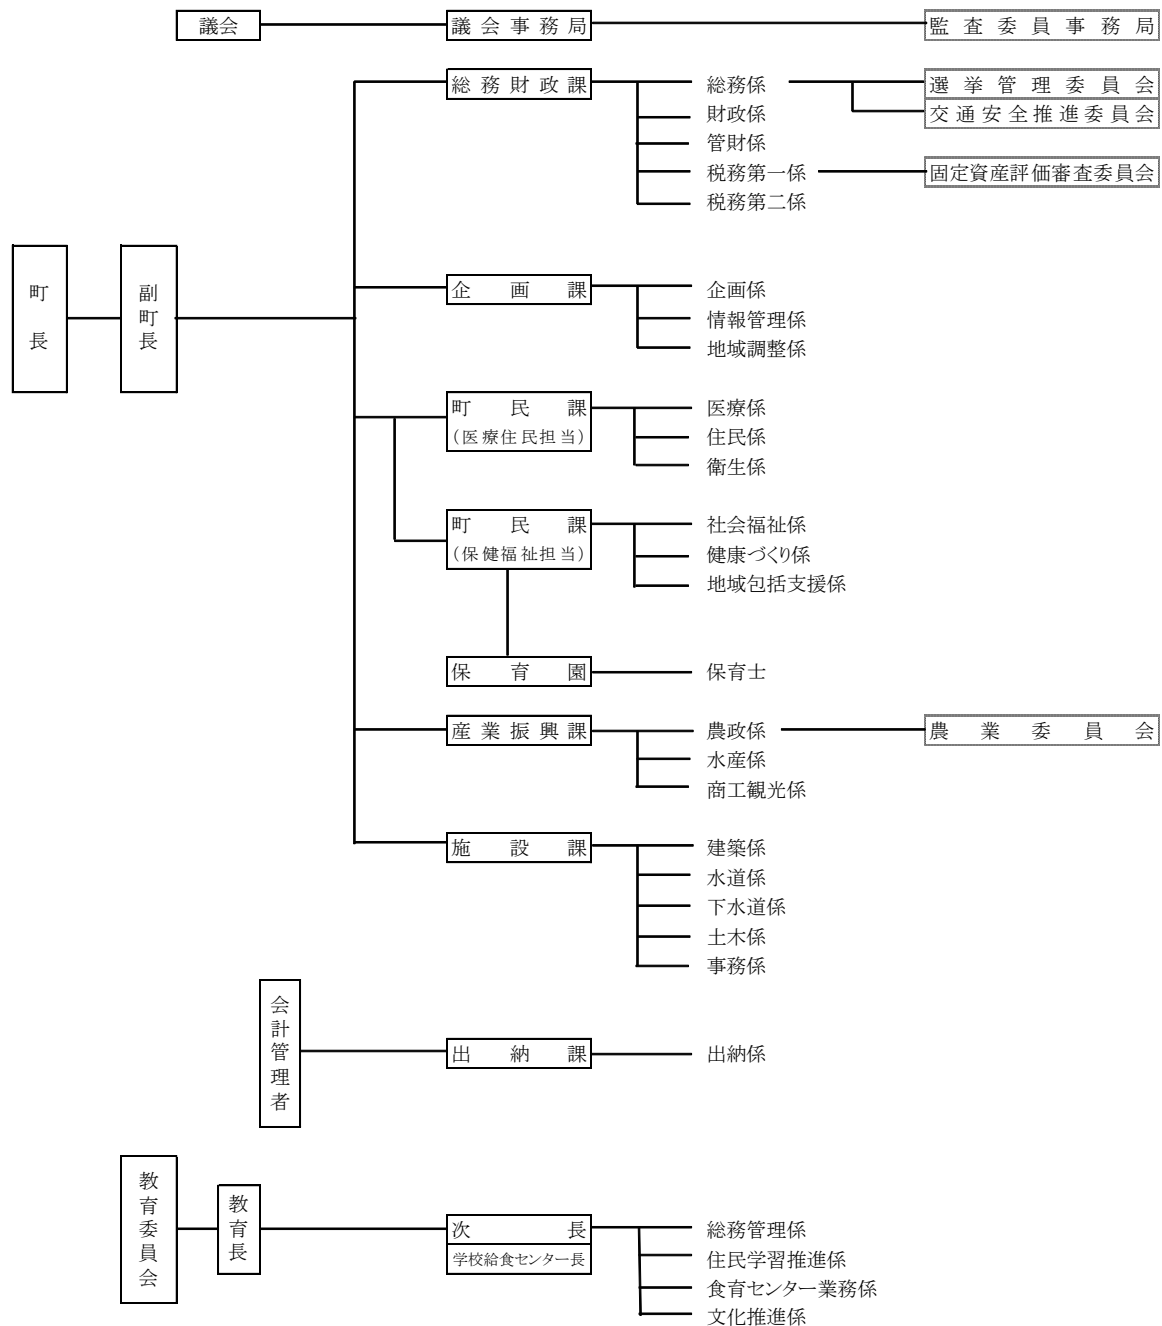 議会
議会事務局
監査委員事務局
総務財政課
総務係
選挙管理委員会
交通安全推進委員会
財政係
管財係
税務第一係
固定資産評価審査委員会
税務第二係
町長
副町長
企画課
企画係
情報管理係
地域調整係
町民課
(医療住民担当)
医療係
住民係
衛生係
町民課
(保健福祉担当)
社会福祉係
健康づくり係
地域包括支援係
保育園
保育士
産業振興課
農政係
農業委員会
水産係
商工観光係
施設課
建築係
水道係
下水道係
土木係
事務係
会計管理者
出納課
出納係
教育委員会
教育長
次長
学校給食センター長
総務管理係
住民学習推進係
食育センター業務係
文化推進係